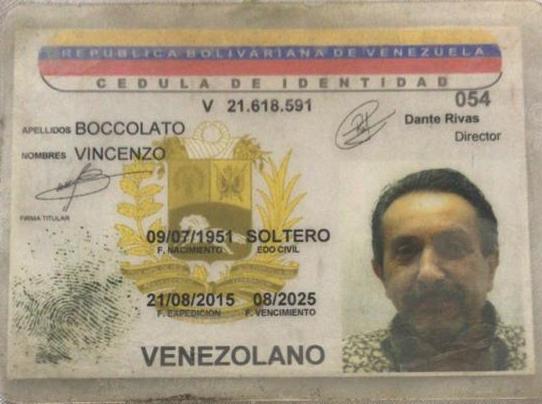 REPUBLICA BOLIVARIANA DE VENEZUELA
CEDULA DE IDENTIDAD
V 21.618.591
054
APELLIDOS BOCCOLATO
Dante Rivas
Director
NOMBRES VINCENZO
FIRMA TITULAR
09/07/1951 SOLTERO
F. NACIMIENTO EDO CIVIL
21/08/2015 08/2025
F. EXPEDICION F. VENCIMIENTO
VENEZOLANO